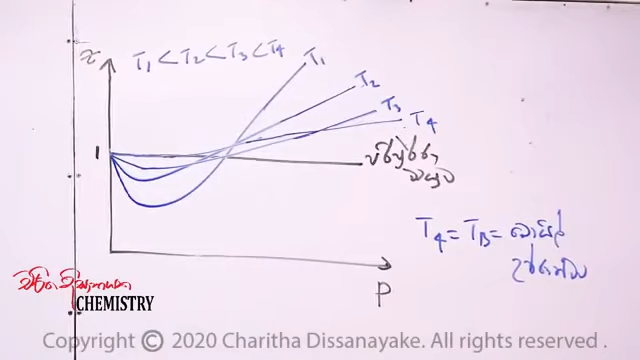 z
T₁ < T₂ < T₃ < T₄
T₁
T₂
T₃
T₄
1
පරිපූර්ණ
වායුව
T₄ = T_B = බොයිල්
උෂ්ණත්වය
P
CHEMISTRY
Copyright © 2020 Charitha Dissanayake. All rights reserved .